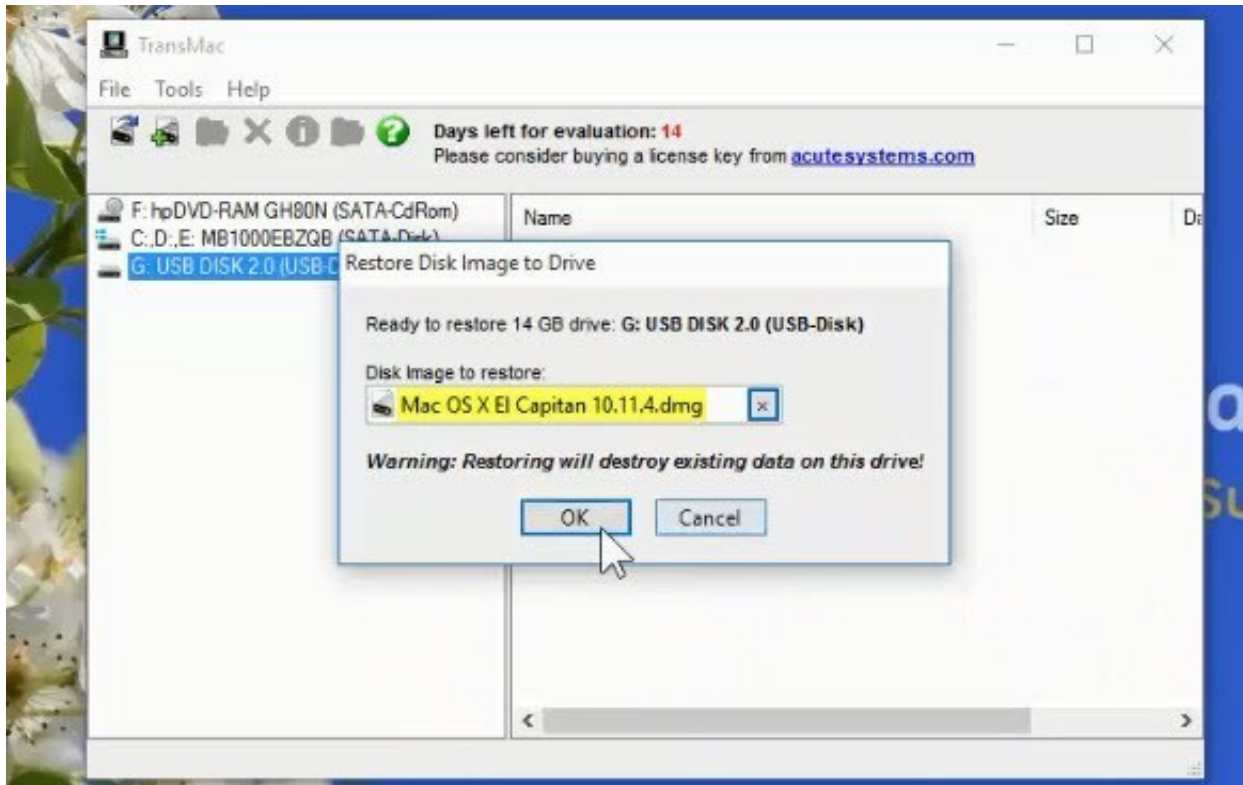 TransMac
File Tools Help
Days left for evaluation: 14
Please consider buying a license key from acutesystems.com
F: hpDVD-RAM GH80N (SATA-CdRom)
C:,D:,E: MB1000EBZQB (SATA-Disk)
G: USB DISK 2.0
Name Size
Restore Disk Image to Drive
Ready to restore 14 GB drive: G: USB DISK 2.0 (USB-Disk)
Disk Image to restore:
Mac OS X El Capitan 10.11.4.dmg
Warning: Restoring will destroy existing data on this drive!
OK Cancel